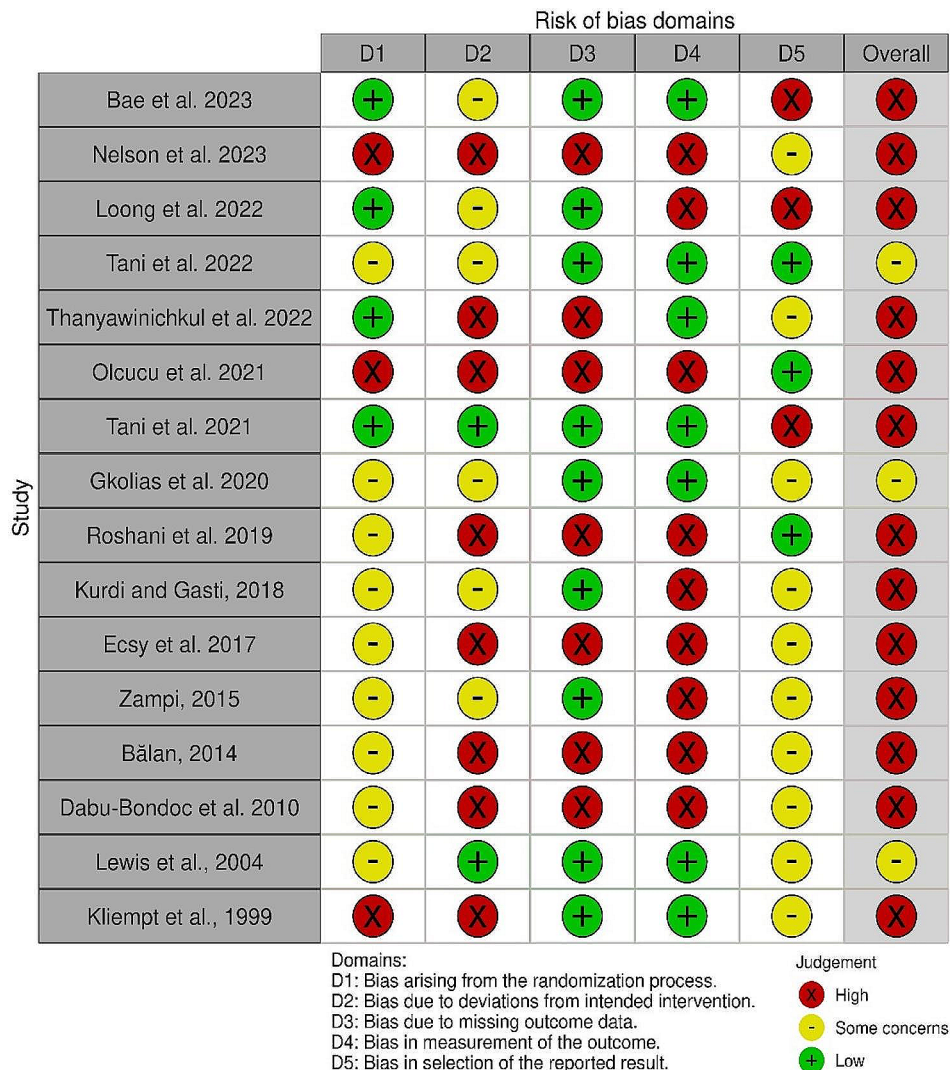 Risk of bias domains
D1 D2 D3 D4 D5 Overall
Study
Bae et al. 2023 + - + + X X
Nelson et al. 2023 X X X X - X
Loong et al. 2022 + - + X X X
Tani et al. 2022 - - + + + -
Thanyawinichkul et al. 2022 + X X + - X
Olcucu et al. 2021 X X X X + X
Tani et al. 2021 + + + + X X
Gkolias et al. 2020 - - + + - -
Roshani et al. 2019 - X X X + X
Kurdi and Gasti, 2018 - - + X - X
Ecsy et al. 2017 - X X X - X
Zampi, 2015 - - + X - X
Bălan, 2014 - X X X - X
Dabu-Bondoc et al. 2010 - X X X - X
Lewis et al., 2004 - + + + - -
Kliempt et al., 1999 X X + + - X
Domains:
D1: Bias arising from the randomization process.
D2: Bias due to deviations from intended intervention.
D3: Bias due to missing outcome data.
D4: Bias in measurement of the outcome.
D5: Bias in selection of the reported result.
Judgement
X High
- Some concerns
+ Low